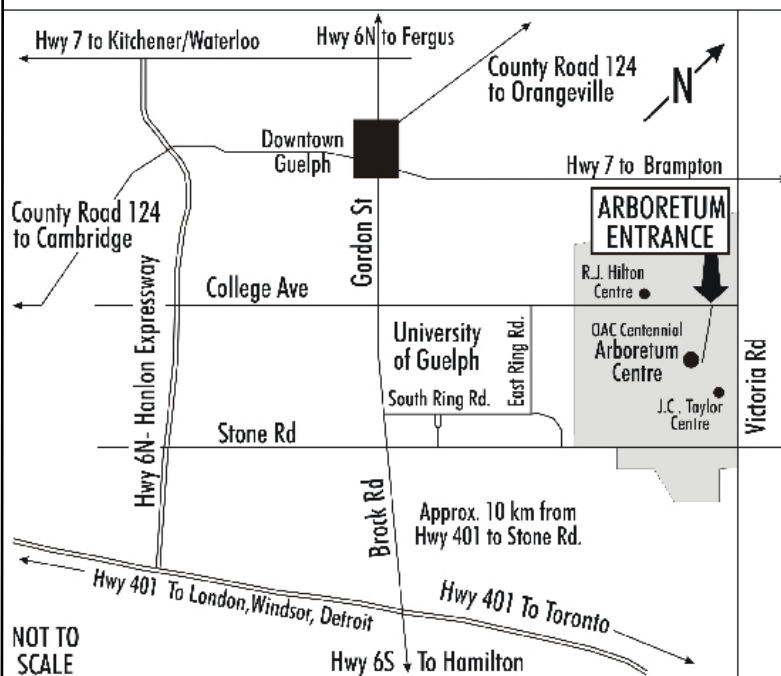 Hwy 7 to Kitchener/Waterloo
Hwy 6N to Fergus
County Road 124
to Orangeville
N
Downtown
Guelph
Hwy 7 to Brampton
County Road 124
to Cambridge
ARBORETUM
ENTRANCE
Gordon St
R.J. Hilton
Centre
College Ave
Hwy 6N- Hanlon Expressway
University
of Guelph
East Ring Rd.
OAC Centennial
Arboretum
Centre
Victoria Rd
South Ring Rd.
J.C. Taylor
Centre
Stone Rd
Brock Rd
Approx. 10 km from
Hwy 401 to Stone Rd.
Hwy 401 To London,Windsor, Detroit
Hwy 401 To Toronto
NOT TO
SCALE
Hwy 6S To Hamilton